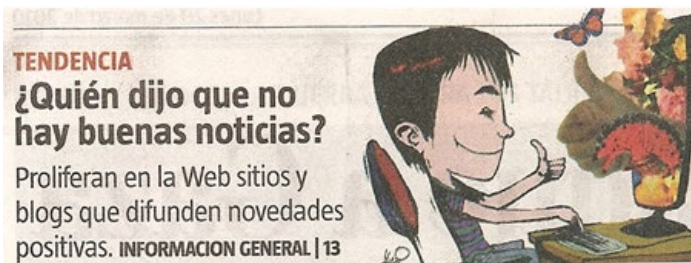 TENDENCIA
¿Quién dijo que no
hay buenas noticias?
Proliferan en la Web sitios y
blogs que difunden novedades
positivas. INFORMACION GENERAL | 13